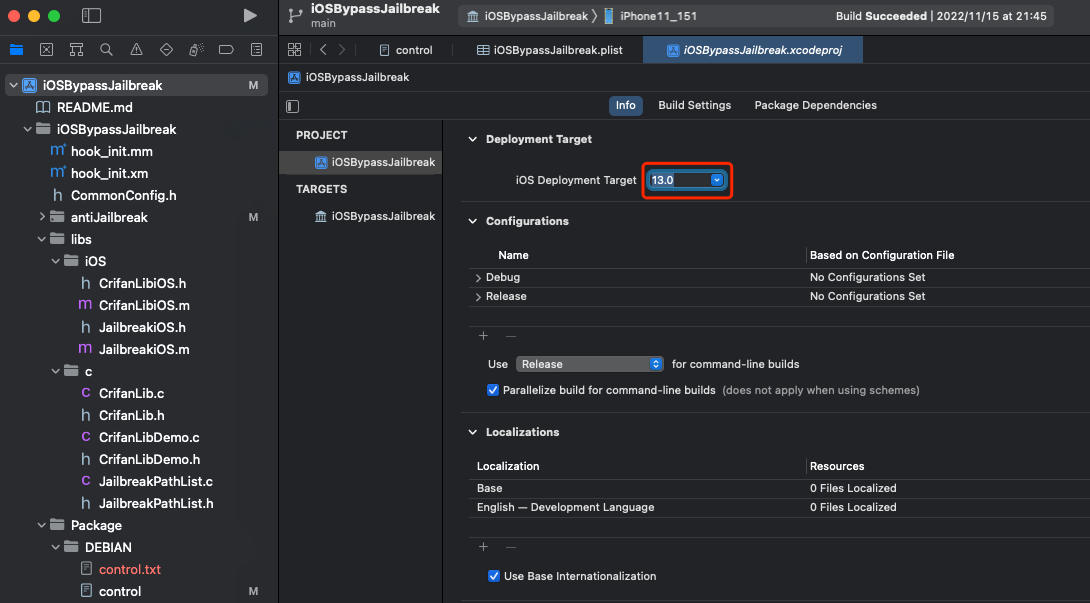 iOSBypassJailbreak
main
iOSBypassJailbreak
iPhone11_151
Build Succeeded | 2022/11/15 at 21:45
control
iOSBypassJailbreak.plist
iOSBypassJailbreak.xcodeproj
iOSBypassJailbreak
Info
Build Settings
Package Dependencies
iOSBypassJailbreak M
README.md
iOSBypassJailbreak
m+ hook_init.mm
m+ hook_init.xm
h CommonConfig.h
antiJailbreak M
libs
iOS
h CrifanLibiOS.h
m CrifanLibiOS.m
h JailbreakiOS.h
m JailbreakiOS.m
c
C CrifanLib.c
h CrifanLib.h
C CrifanLibDemo.c
h CrifanLibDemo.h
C JailbreakPathList.c
h JailbreakPathList.h
Package
DEBIAN
control.txt
control M
PROJECT
iOSBypassJailbreak
TARGETS
iOSBypassJailbreak
Deployment Target
iOS Deployment Target 13.0
Configurations
Name Based on Configuration File
Debug No Configurations Set
Release No Configurations Set
+ —
Use Release for command-line builds
Parallelize build for command-line builds (does not apply when using schemes)
Localizations
Localization Resources
Base 0 Files Localized
English — Development Language 0 Files Localized
+ —
Use Base Internationalization